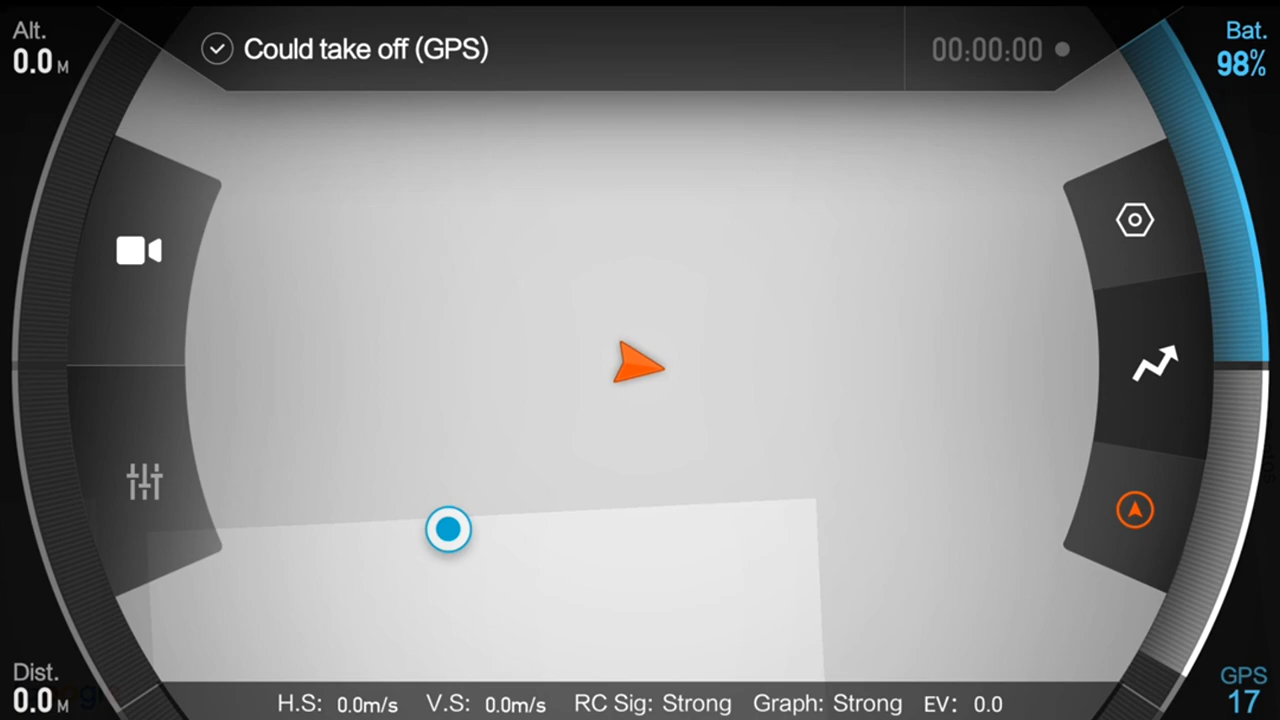 Alt.
0.0 M
Could take off (GPS)
00:00:00
Bat.
98%
Dist.
0.0 M
H.S: 0.0m/s V.S: 0.0m/s RC Sig: Strong Graph: Strong EV: 0.0
GPS
17